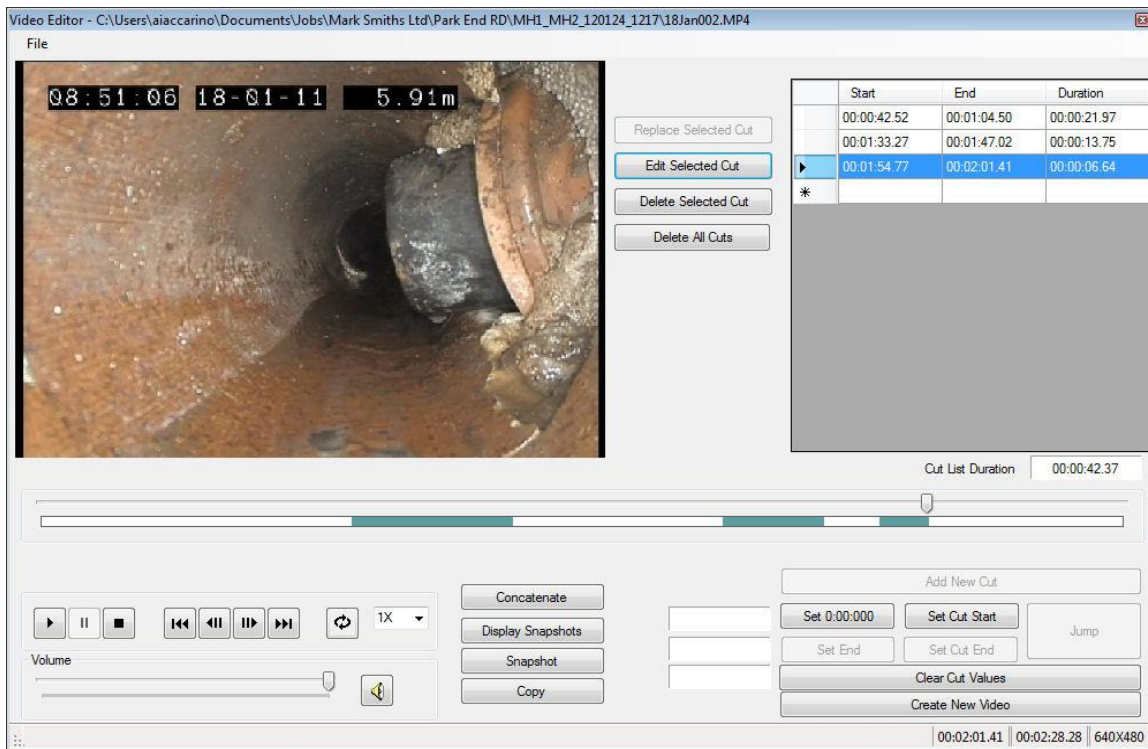 Video Editor - C:\Users\aiaccarino\Documents\Jobs\Mark Smiths Ltd\Park End RD\MH1_MH2_120124_1217\18Jan002.MP4
File
08:51:06 18-01-11 5.91m
Replace Selected Cut
Edit Selected Cut
Delete Selected Cut
Delete All Cuts
Start End Duration
00:00:42.52 00:01:04.50 00:00:21.97
00:01:33.27 00:01:47.02 00:00:13.75
00:01:54.77 00:02:01.41 00:00:06.64
Cut List Duration 00:00:42.37
1X
Volume
Concatenate
Display Snapshots
Snapshot
Copy
Add New Cut
Set 0:00:000 Set Cut Start
Jump
Set End Set Cut End
Clear Cut Values
Create New Video
00:02:01.41 00:02:28.28 640X480